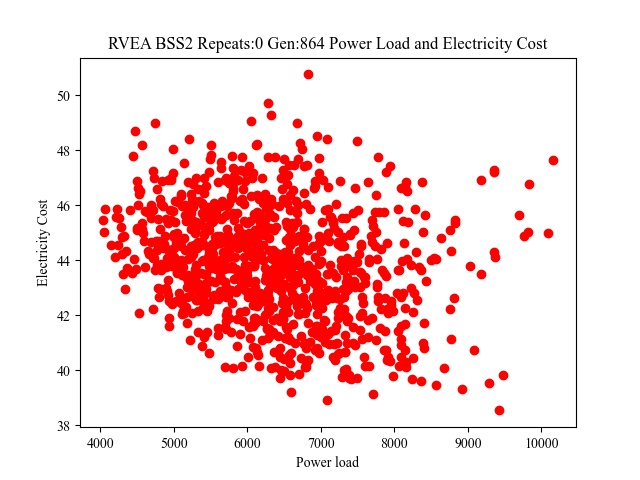 RVEA BSS2 Repeats:0 Gen:864 Power Load and Electricity Cost
50
48
46
44
42
40
38
Electricity Cost
4000 5000 6000 7000 8000 9000 10000
Power load